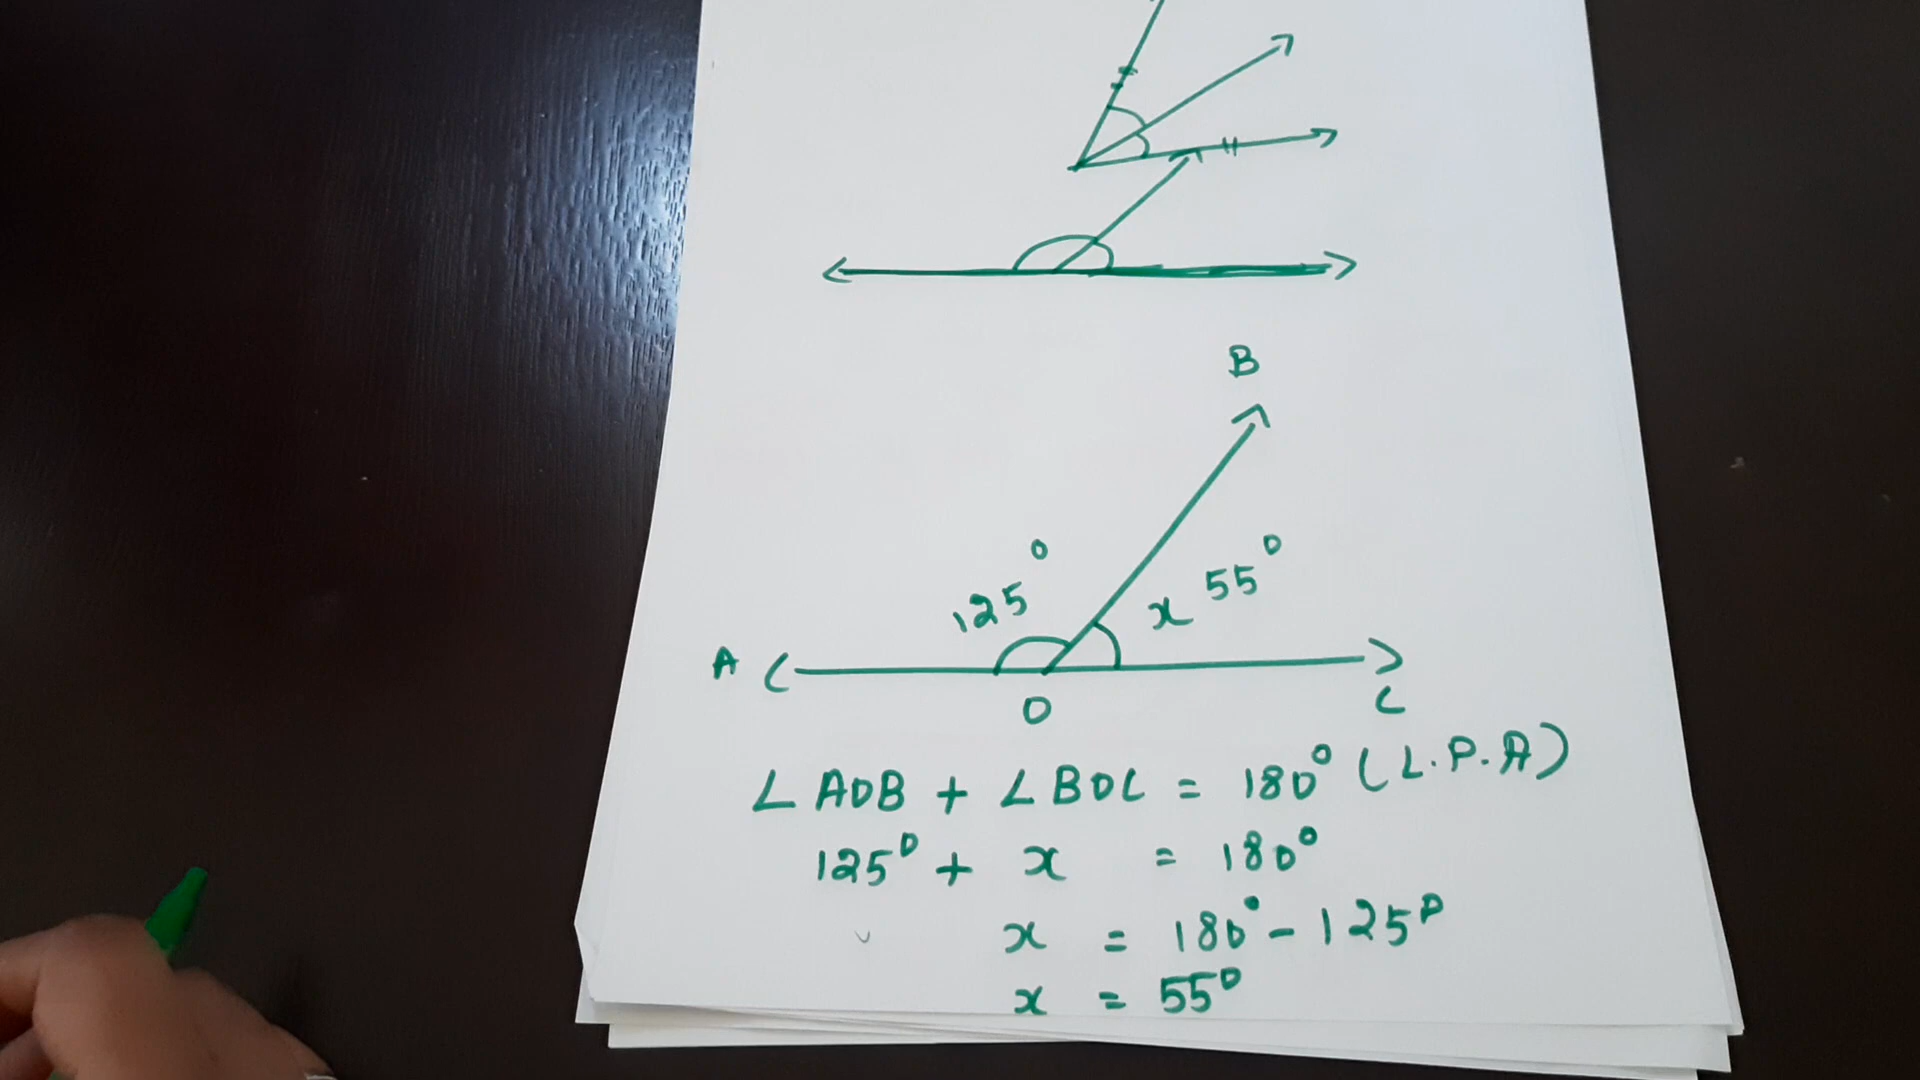 B
125° x 55°
A
O C
∠AOB + ∠BOC = 180° (L.P.A)
125° + x = 180°
x = 180° - 125°
x = 55°